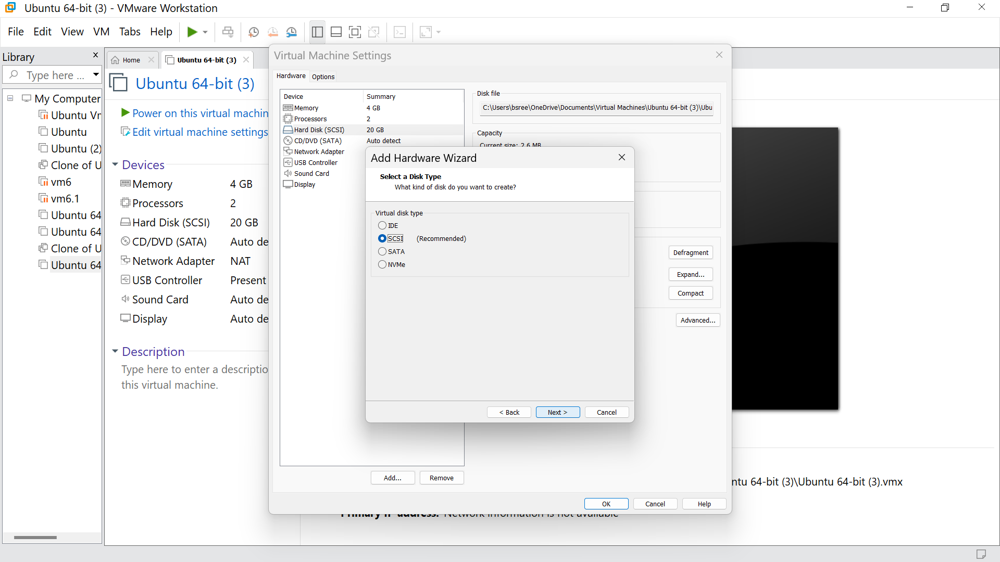 Ubuntu 64-bit (3) - VMware Workstation
File Edit View VM Tabs Help
Library
Type here ...
My Computer
Ubuntu
Ubuntu
Ubuntu (2)
Clone of U
vm6
vm6.1
Ubuntu 64
Ubuntu 64
Clone of U
Ubuntu 64
Home
Ubuntu 64-bit (3)
Ubuntu 64-bit (3)
Power on this virtual machin
Edit virtual machine settings
Devices
Memory 4 GB
Processors 2
Hard Disk (SCSI) 20 GB
CD/DVD (SATA) Auto de
Network Adapter NAT
USB Controller Present
Sound Card Auto de
Display Auto de
Description
Type here to enter a descriptio
this virtual machine.
Virtual Machine Settings
Hardware Options
Device Summary
Memory 4 GB
Processors 2
Hard Disk (SCSI) 20 GB
CD/DVD (SATA) Auto detect
Network Adapter
USB Controller
Sound Card
Display
Add... Remove
Disk file
C:\Users\bsree\OneDrive\Documents\Virtual Machines\Ubuntu 64-bit (3)\Ubu
Capacity
Current size: 2.6 MB
Defragment
Expand...
Compact
Advanced...
Add Hardware Wizard
Select a Disk Type
What kind of disk do you want to create?
Virtual disk type
IDE
SCSI (Recommended)
SATA
NVMe
< Back Next > Cancel
OK Cancel Help
ntu 64-bit (3)\Ubuntu 64-bit (3).vmx
Primary IP address: Network information is not available